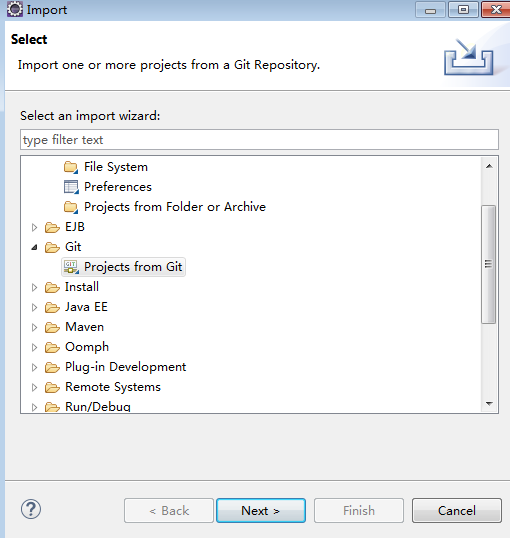 Import
Select
Import one or more projects from a Git Repository.
Select an import wizard:
type filter text
File System
Preferences
Projects from Folder or Archive
EJB
Git
GIT Projects from Git
Install
Java EE
Maven
Oomph
Plug-in Development
Remote Systems
Run/Debug
? < Back Next > Finish Cancel